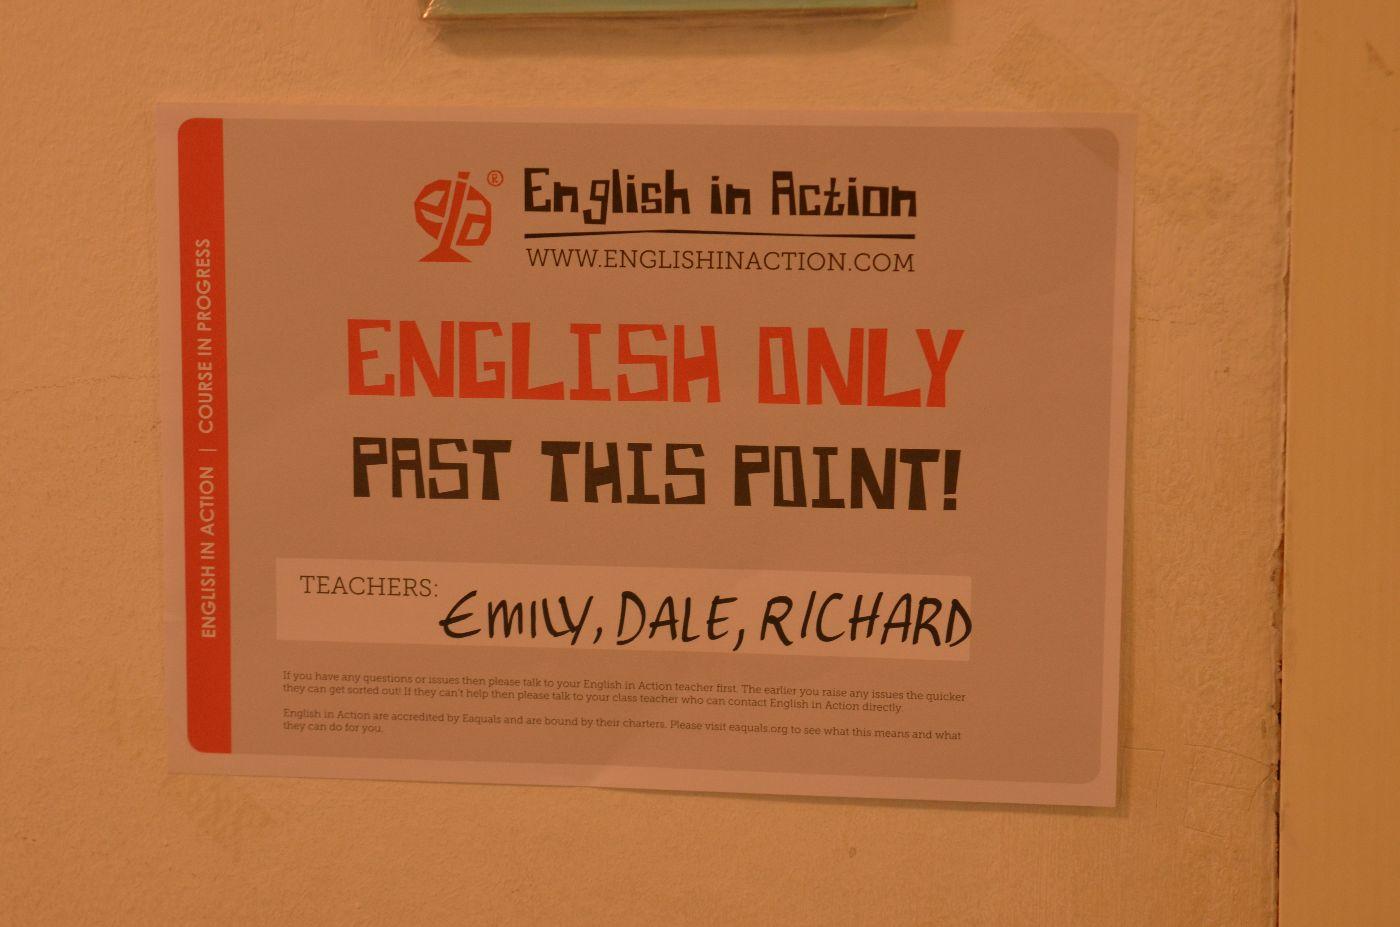 eia®
English in Action
WWW.ENGLISHINACTION.COM
ENGLISH ONLY
PAST THIS POINT!
TEACHERS: EMILY, DALE, RICHARD
If you have any questions or issues then please talk to your English in Action teacher first. The earlier you raise any issues the quicker
they can get sorted out! If they can't help then please talk to your class teacher who can contact English in Action directly.
English in Action are accredited by Eaquals and are bound by their charters. Please visit eaquals.org to see what this means and what
they can do for you.
ENGLISH IN ACTION | COURSE IN PROGRESS